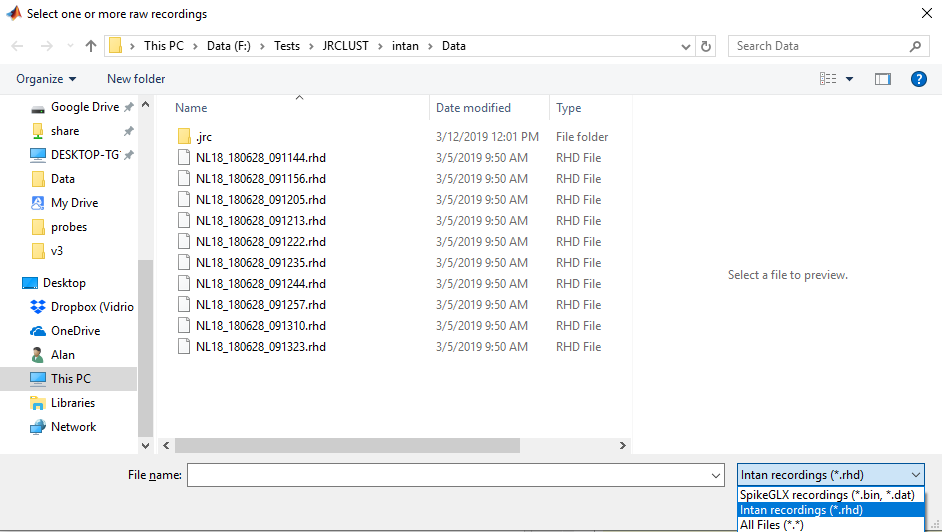 Select one or more raw recordings
This PC > Data (F:) > Tests > JRCLUST > intan > Data
Search Data
Organize
New folder
?
Google Drive
share
DESKTOP-TG
Data
My Drive
probes
v3
Desktop
Dropbox (Vidrio
OneDrive
Alan
This PC
Libraries
Network
Name Date modified Type
.jrc 3/12/2019 12:01 PM File folder
NL18_180628_091144.rhd 3/5/2019 9:50 AM RHD File
NL18_180628_091156.rhd 3/5/2019 9:50 AM RHD File
NL18_180628_091205.rhd 3/5/2019 9:50 AM RHD File
NL18_180628_091213.rhd 3/5/2019 9:50 AM RHD File
NL18_180628_091222.rhd 3/5/2019 9:50 AM RHD File
NL18_180628_091235.rhd 3/5/2019 9:50 AM RHD File
NL18_180628_091244.rhd 3/5/2019 9:50 AM RHD File
NL18_180628_091257.rhd 3/5/2019 9:50 AM RHD File
NL18_180628_091310.rhd 3/5/2019 9:50 AM RHD File
NL18_180628_091323.rhd 3/5/2019 9:50 AM RHD File
Select a file to preview.
File name:
Intan recordings (*.rhd)
SpikeGLX recordings (*.bin, *.dat)
Intan recordings (*.rhd)
All Files (*.*)